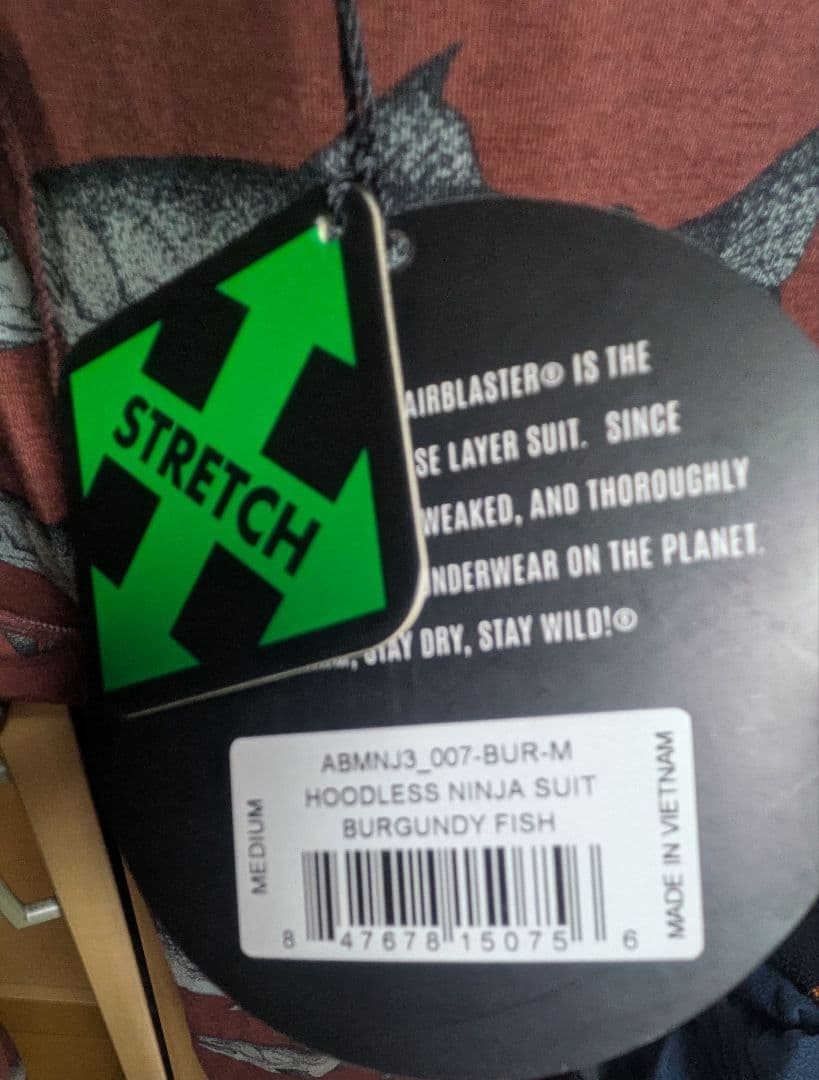 STRETCH
AIRBLASTER® IS THE
SE LAYER SUIT. SINCE
WEAKED, AND THOROUGHLY
NDERWEAR ON THE PLANET.
, STAY DRY, STAY WILD!®
ABMNJ3_007-BUR-M
HOODLESS NINJA SUIT
BURGUNDY FISH
MEDIUM
MADE IN VIETNAM
8 47678 15075 6